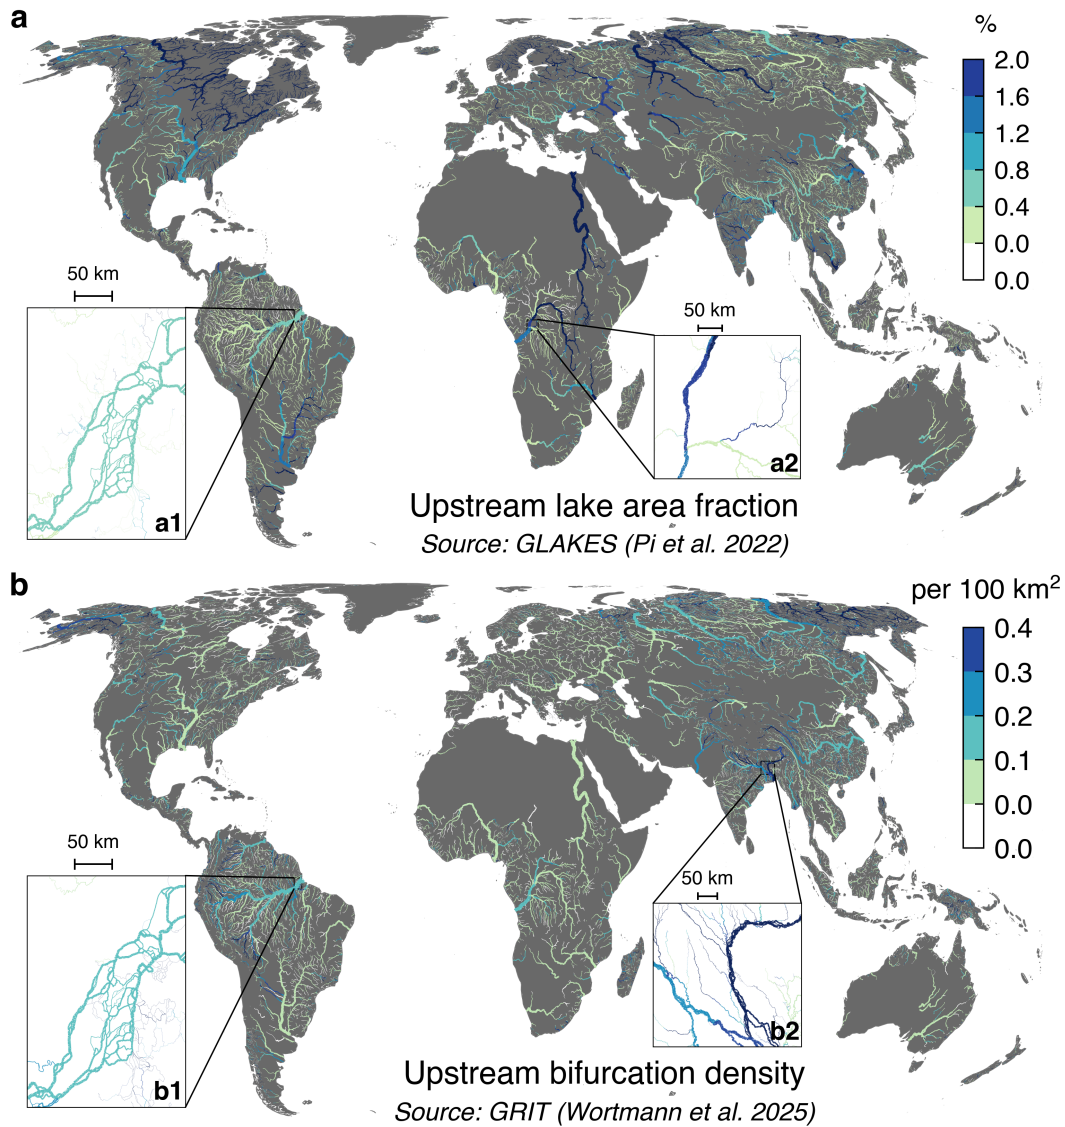 a
%
2.0
1.6
1.2
0.8
0.4
0.0
0.0
50 km
50 km
a1
a2
Upstream lake area fraction
Source: GLAKES (Pi et al. 2022)
b
per 100 km²
0.4
0.3
0.2
0.1
0.0
0.0
50 km
50 km
b1
b2
Upstream bifurcation density
Source: GRIT (Wortmann et al. 2025)